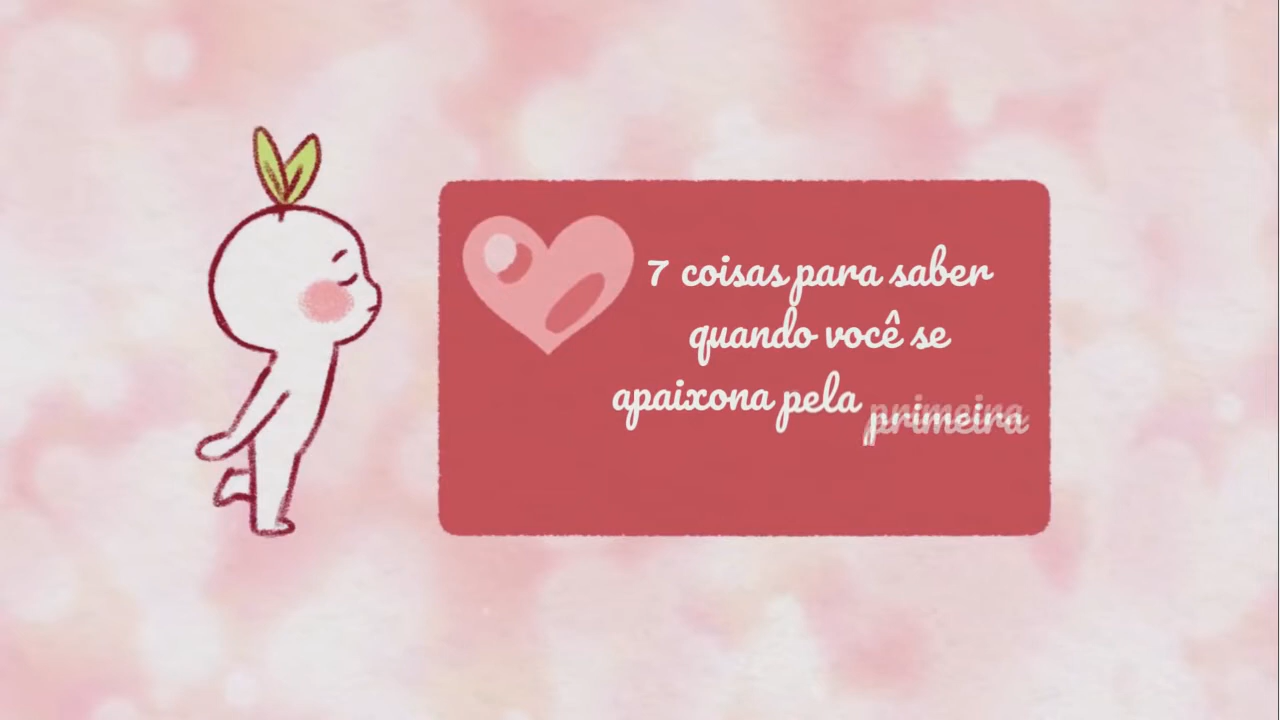 7 coisas para saber
quando você se
apaixona pela primeira